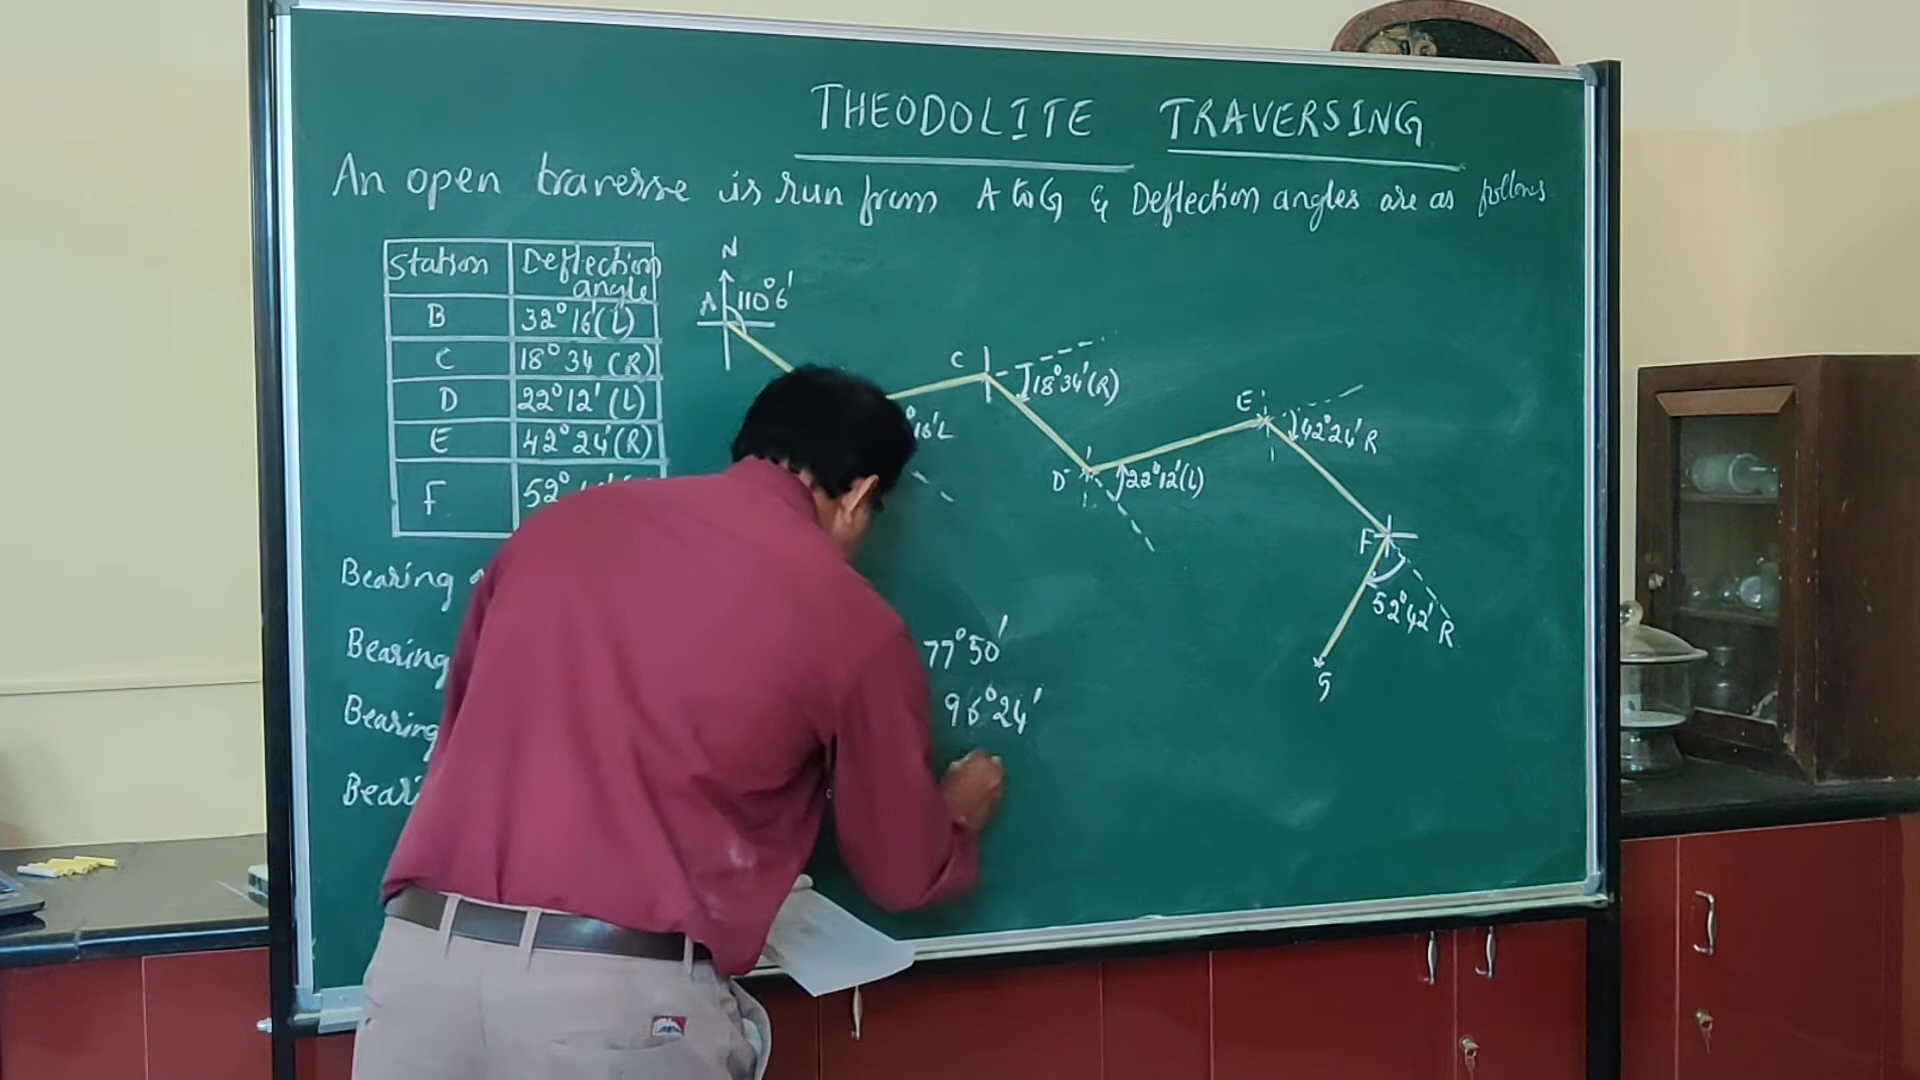 THEODOLITE TRAVERSING
An open traverse is run from A to G & Deflection angles are as follows
Station Deflection angle
B 32°16'(L)
C 18°34 (R)
D 22°12'(L)
E 42°24'(R)
F 52°
N
A 110°6'
C 18°34'(R)
16'L
D 22°12'(L)
E 42°24' R
F 52°42' R
G
Bearing
Bearing 77°50'
Bearing 96°24'